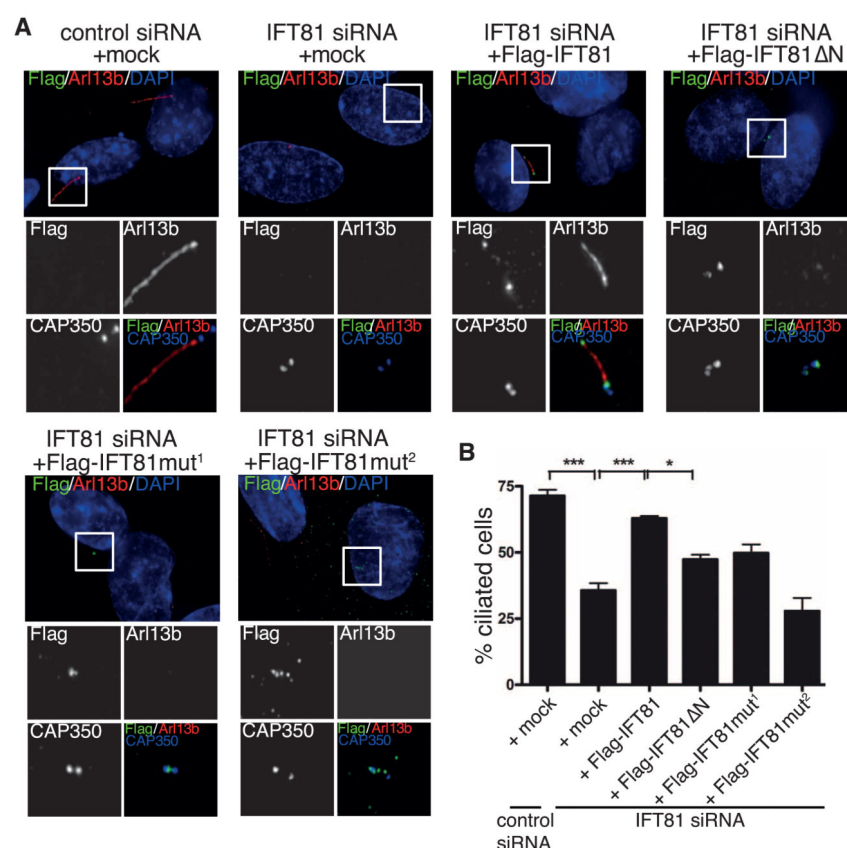 A
control siRNA
+mock
IFT81 siRNA
+mock
IFT81 siRNA
+Flag-IFT81
IFT81 siRNA
+Flag-IFT81ΔN
Flag/Arl13b/DAPI
Flag/Arl13b/DAPI
Flag/Arl13b/DAPI
Flag/Arl13b/DAPI
Flag
Arl13b
Flag
Arl13b
Flag
Arl13b
Flag
Arl13b
CAP350
Flag/Arl13b
CAP350
CAP350
Flag/Arl13b
CAP350
CAP350
Flag/Arl13b
CAP350
CAP350
Flag/Arl13b
CAP350
IFT81 siRNA
+Flag-IFT81mut¹
IFT81 siRNA
+Flag-IFT81mut²
Flag/Arl13b/DAPI
Flag/Arl13b/DAPI
Flag
Arl13b
Flag
Arl13b
CAP350
Flag/Arl13b
CAP350
CAP350
Flag/Arl13b
CAP350
B
*** *** *
% ciliated cells
75
50
25
0
+ mock
+ mock
+ Flag-IFT81
+ Flag-IFT81ΔN
+ Flag-IFT81mut¹
+ Flag-IFT81mut²
control
siRNA
IFT81 siRNA